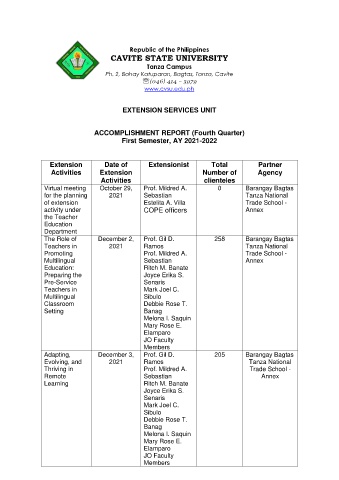 Republic of the Philippines
CAVITE STATE UNIVERSITY
Tanza Campus
Ph. 2, Bahay Katuparan, Bagtas, Tanza, Cavite
☏(046) 414 – 3979
www.cvsu.edu.ph
EXTENSION SERVICES UNIT
ACCOMPLISHMENT REPORT (Fourth Quarter)
First Semester, AY 2021-2022
Extension Activities
Date of Extension Activities
Extensionist
Total Number of clienteles
Partner Agency
Virtual meeting
for the planning
of extension
activity under
the Teacher
Education
Department
October 29,
2021
Prof. Mildred A.
Sebastian
Estelita A. Villa
COPE officers
0
Barangay Bagtas
Tanza National
Trade School -
Annex
The Role of
Teachers in
Promoting
Multilingual
Education:
Preparing the
Pre-Service
Teachers in
Multilingual
Classroom
Setting
December 2,
2021
Prof. Gil D.
Ramos
Prof. Mildred A.
Sebastian
Ritch M. Banate
Joyce Erika S.
Senaris
Mark Joel C.
Sibulo
Debbie Rose T.
Banag
Melona I. Saquin
Mary Rose E.
Elamparo
JO Faculty
Members
258
Barangay Bagtas
Tanza National
Trade School -
Annex
Adapting,
Evolving, and
Thriving in
Remote
Learning
December 3,
2021
Prof. Gil D.
Ramos
Prof. Mildred A.
Sebastian
Ritch M. Banate
Joyce Erika S.
Senaris
Mark Joel C.
Sibulo
Debbie Rose T.
Banag
Melona I. Saquin
Mary Rose E.
Elamparo
JO Faculty
Members
205
Barangay Bagtas
Tanza National
Trade School -
Annex